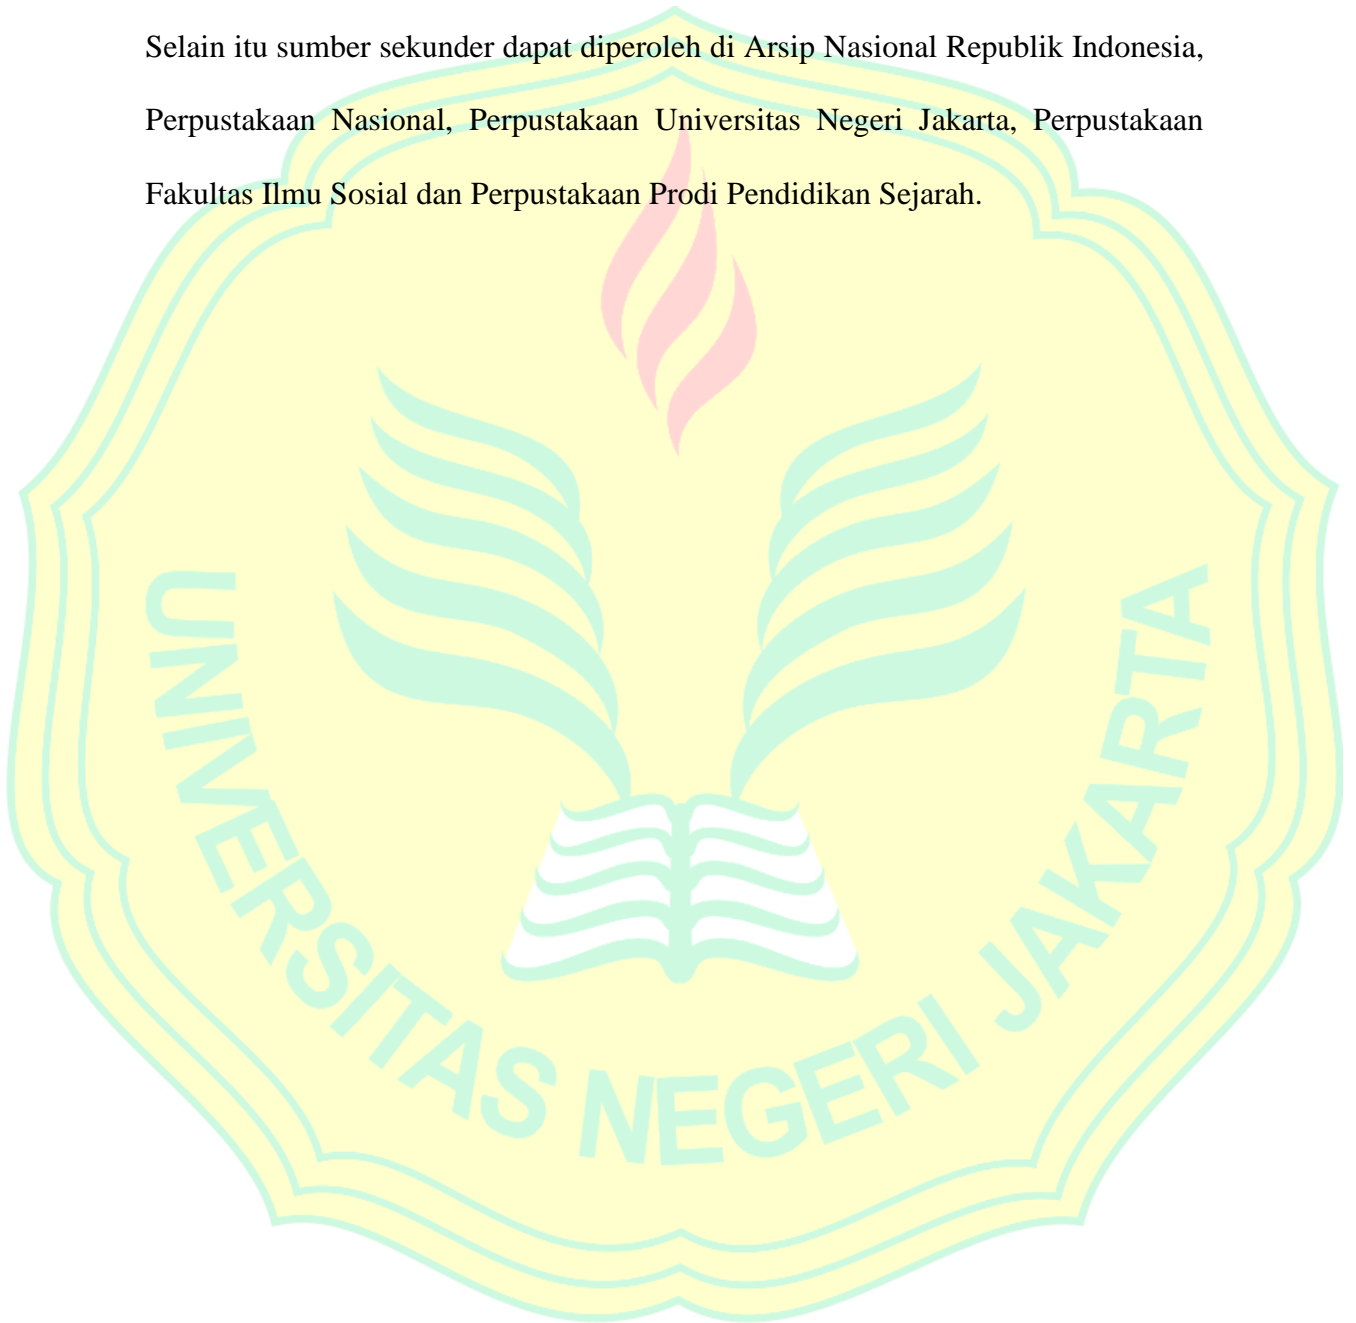 Selain itu sumber sekunder dapat diperoleh di Arsip Nasional Republik Indonesia,
Perpustakaan Nasional, Perpustakaan Universitas Negeri Jakarta, Perpustakaan
Fakultas Ilmu Sosial dan Perpustakaan Prodi Pendidikan Sejarah.
UNIVERSITAS NEGERI JAKARTA